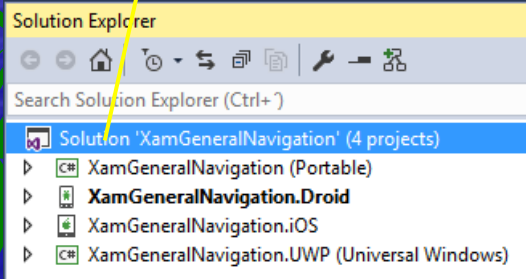 Solution Explorer
Search Solution Explorer (Ctrl+¨)
Solution 'XamGeneralNavigation' (4 projects)
C# XamGeneralNavigation (Portable)
XamGeneralNavigation.Droid
XamGeneralNavigation.iOS
C# XamGeneralNavigation.UWP (Universal Windows)